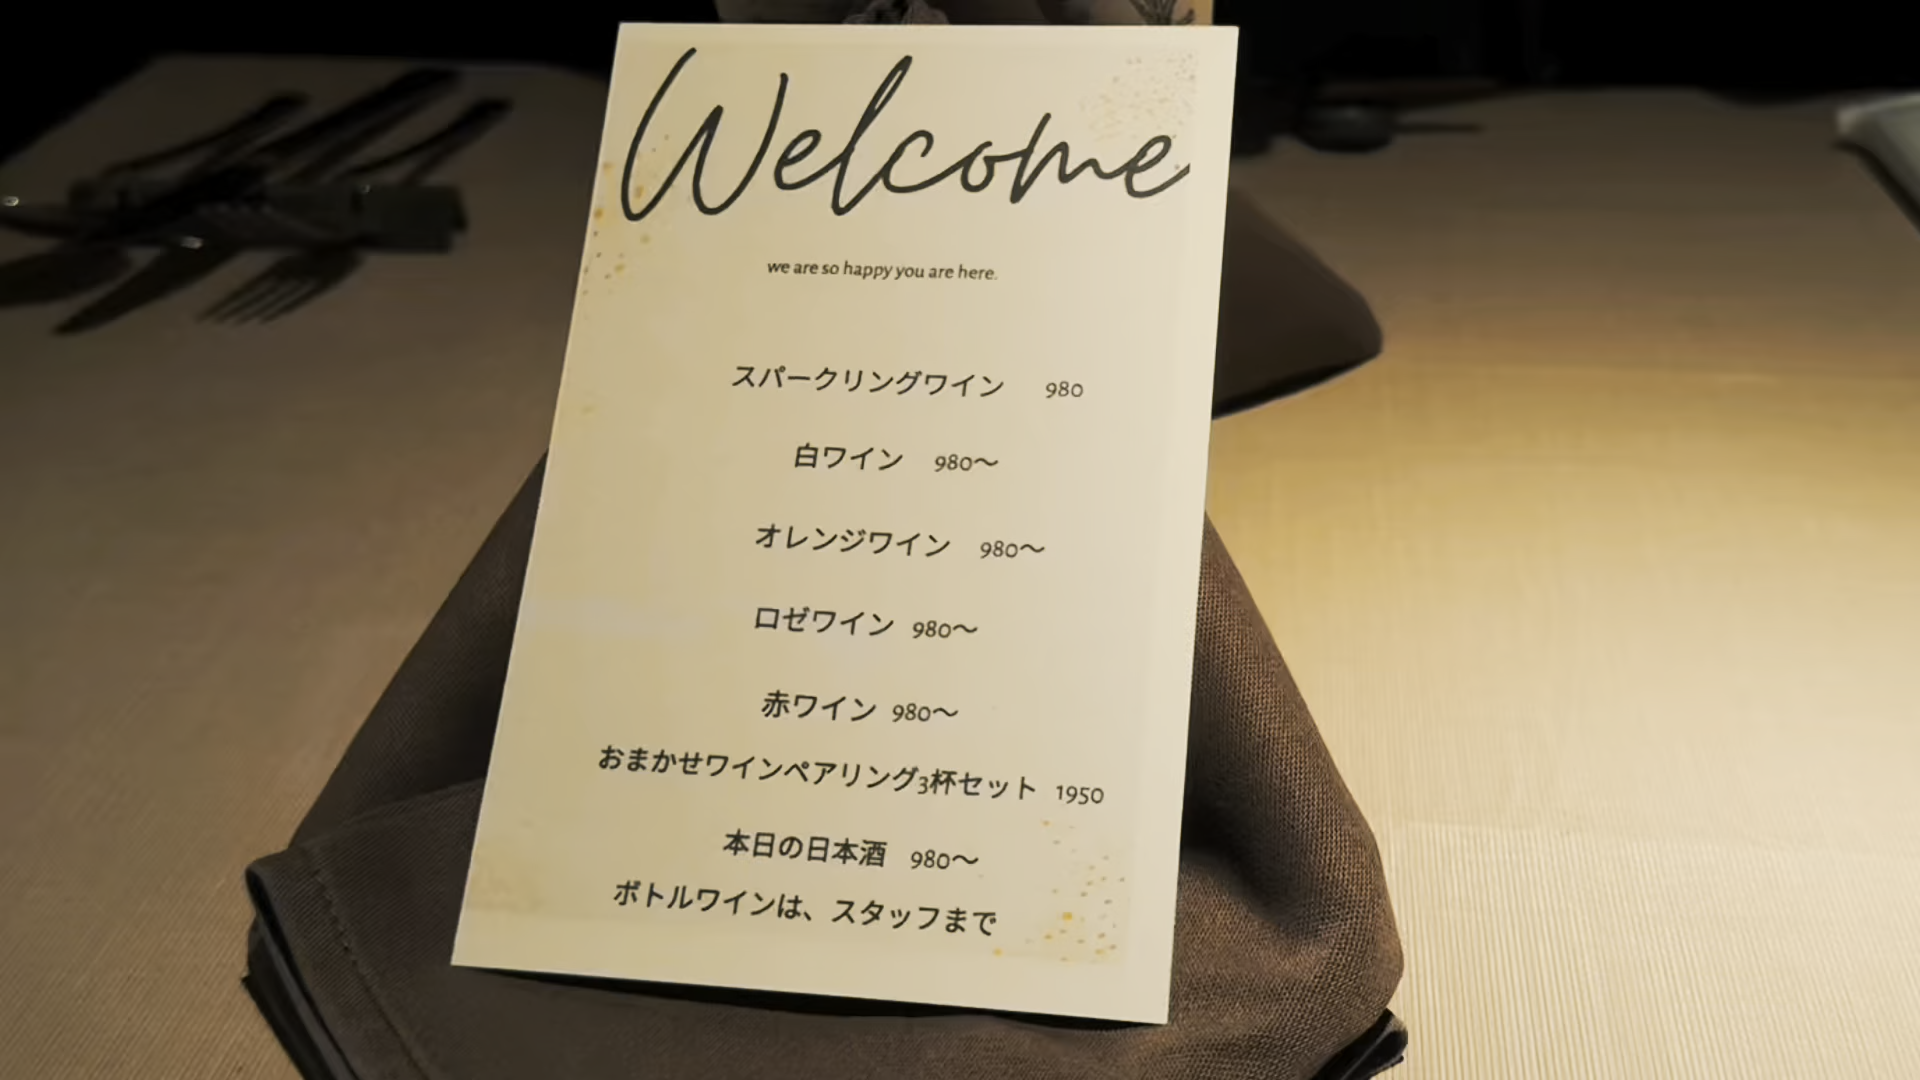 Welcome
we are so happy you are here.
スパークリングワイン 980
白ワイン 980〜
オレンジワイン 980〜
ロゼワイン 980〜
赤ワイン 980〜
おまかせワインペアリング3杯セット 1950
本日の日本酒 980〜
ボトルワインは、スタッフまで